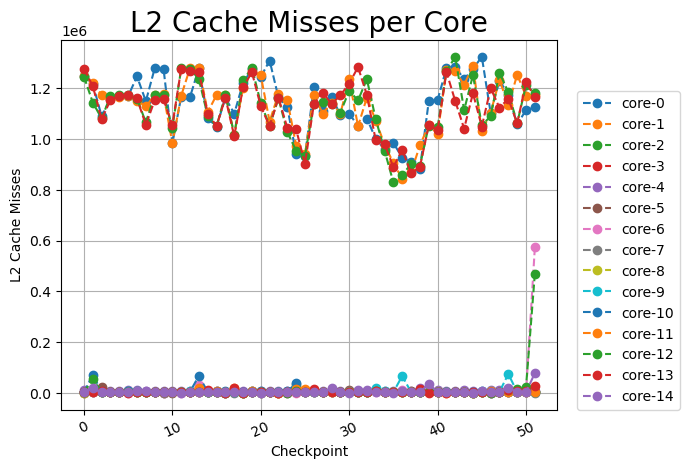 L2 Cache Misses per Core
1e6
1.2
1.0
0.8
0.6
0.4
0.2
0.0
L2 Cache Misses
0
10
20
30
40
50
Checkpoint
core-0
core-1
core-2
core-3
core-4
core-5
core-6
core-7
core-8
core-9
core-10
core-11
core-12
core-13
core-14